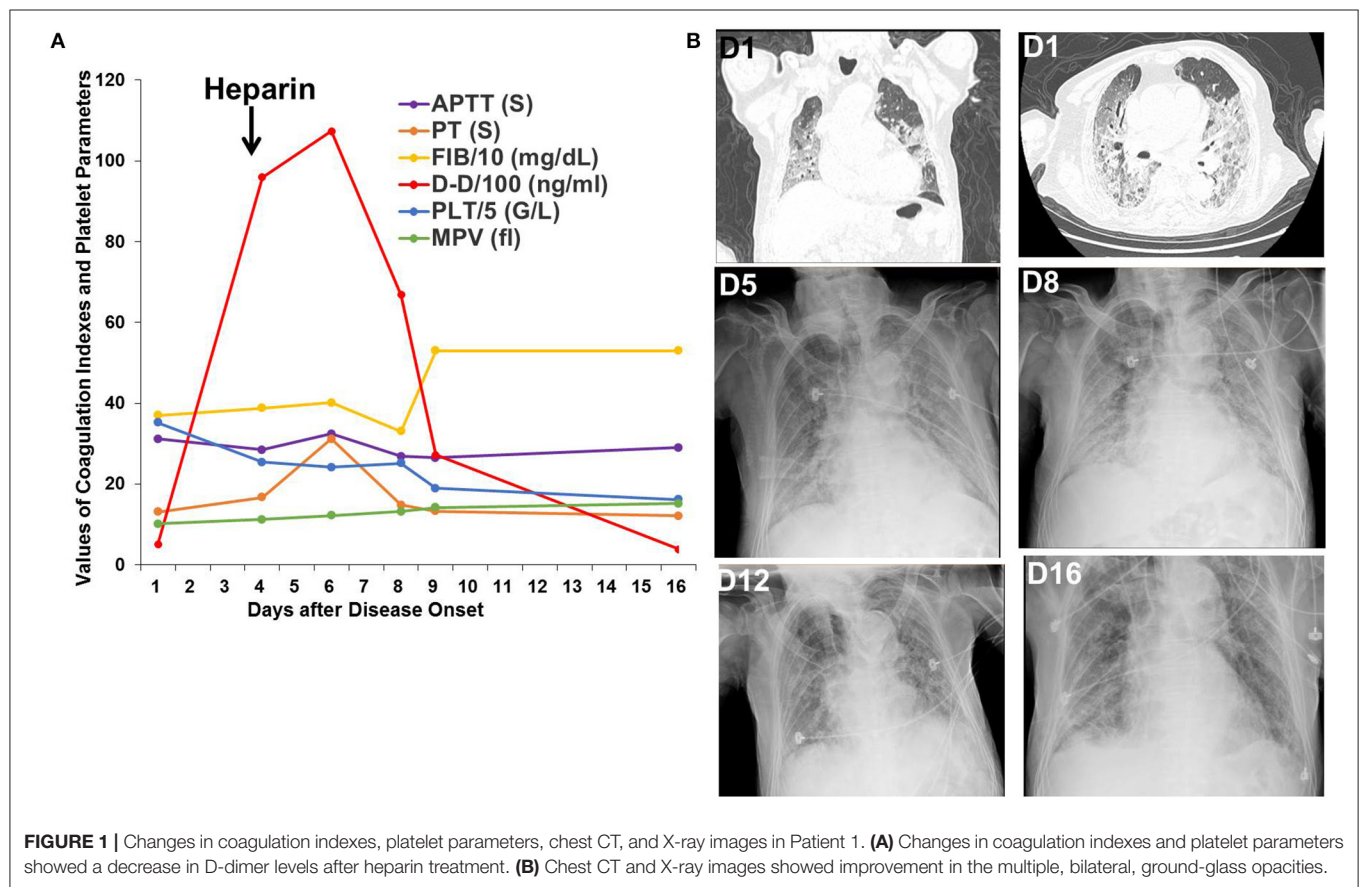 A
Values of Coagulation Indexes and Platelet Parameters
120
100
80
60
40
20
0
Heparin
APTT (S)
PT (S)
FIB/10 (mg/dL)
D-D/100 (ng/ml)
PLT/5 (G/L)
MPV (fl)
1 2 3 4 5 6 7 8 9 10 11 12 13 14 15 16
Days after Disease Onset
B
D1
D1
D5
D8
D12
D16
FIGURE 1 | Changes in coagulation indexes, platelet parameters, chest CT, and X-ray images in Patient 1. (A) Changes in coagulation indexes and platelet parameters
showed a decrease in D-dimer levels after heparin treatment. (B) Chest CT and X-ray images showed improvement in the multiple, bilateral, ground-glass opacities.